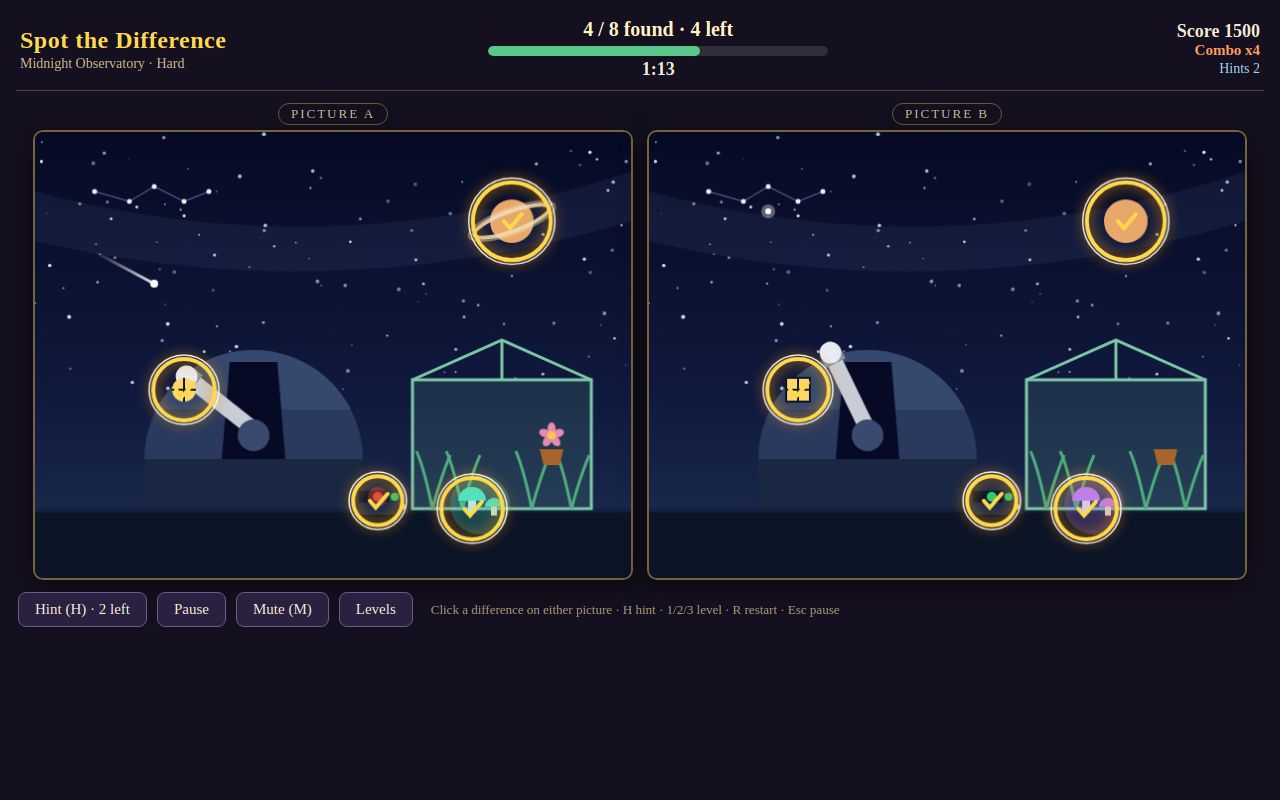 Spot the Difference
Midnight Observatory · Hard
4 / 8 found · 4 left
1:13
Score 1500
Combo x4
Hints 2
PICTURE A
PICTURE B
Hint (H) · 2 left
Pause
Mute (M)
Levels
Click a difference on either picture · H hint · 1/2/3 level · R restart · Esc pause